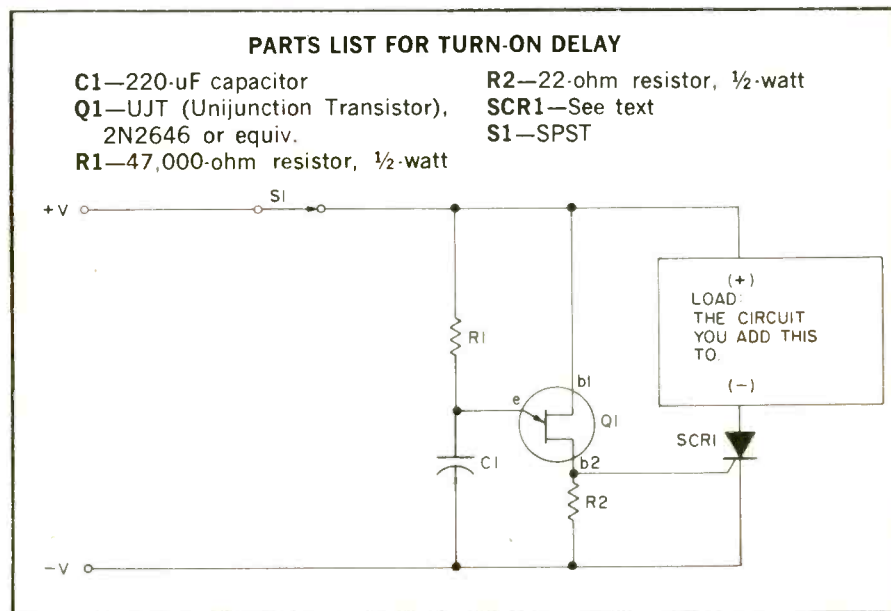 PARTS LIST FOR TURN-ON DELAY
C1—220-uF capacitor
Q1—UJT (Unijunction Transistor),
2N2646 or equiv.
R1—47,000-ohm resistor, ½-watt
R2—22-ohm resistor, ½-watt
SCR1—See text
S1—SPST
+V
S1
R1
e
b1
Q1
b2
C1
R2
(+)
LOAD:
THE CIRCUIT
YOU ADD THIS
TO.
(-)
SCR1
-V